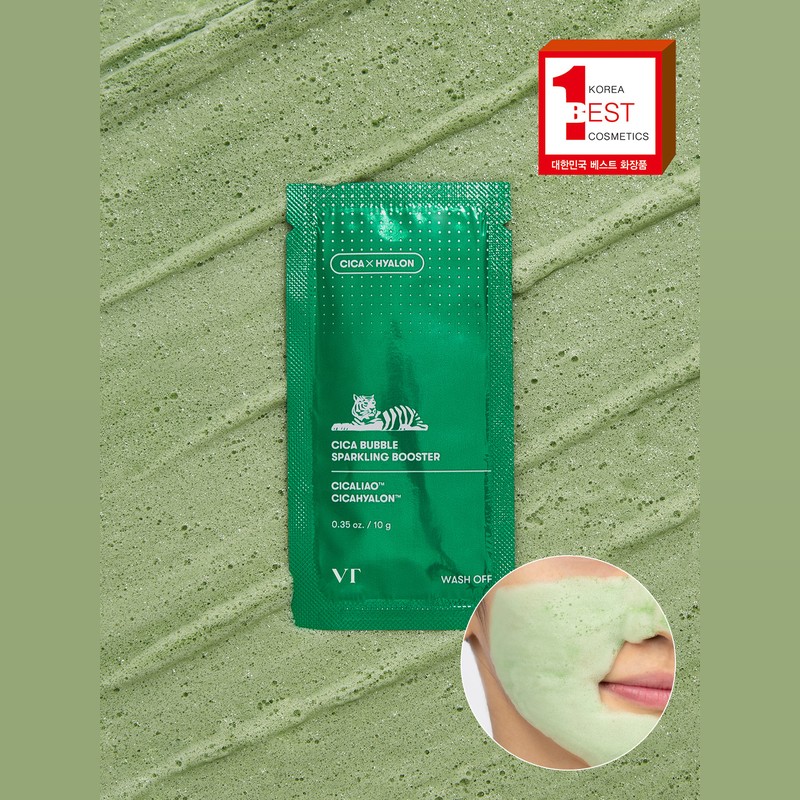 1
KOREA
BEST
COSMETICS
대한민국 베스트 화장품
CICA × HYALON
CICA BUBBLE
SPARKLING BOOSTER
CICALIAO™
CICAHYALON™
0.35 oz. / 10 g
VT
WASH OFF